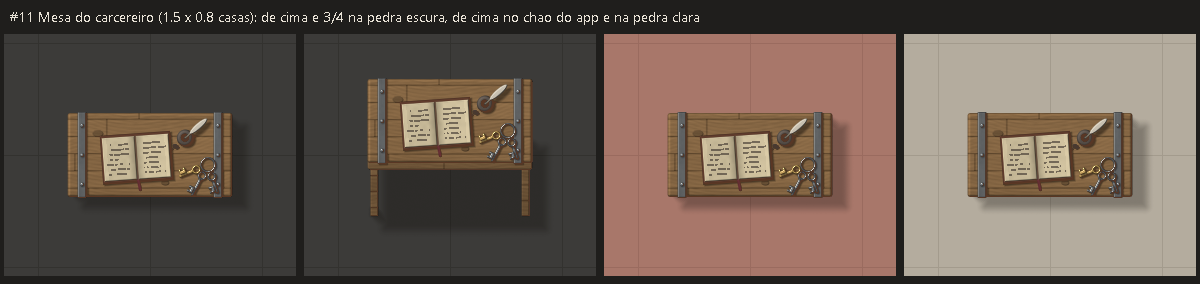 #11 Mesa do carcereiro (1.5 x 0.8 casas): de cima e 3/4 na pedra escura, de cima no chao do app e na pedra clara